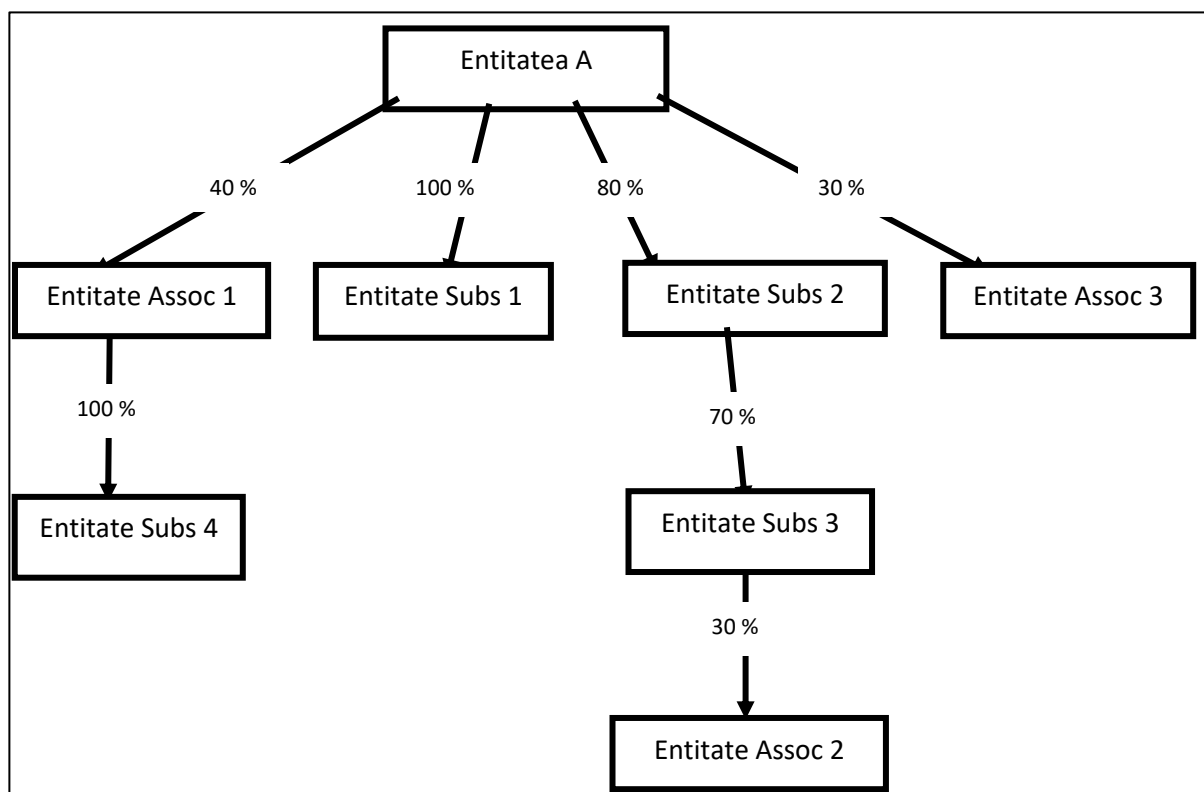 Entitatea A
40 %
100 %
80 %
30 %
Entitate Assoc 1
Entitate Subs 1
Entitate Subs 2
Entitate Assoc 3
100 %
70 %
Entitate Subs 4
Entitate Subs 3
30 %
Entitate Assoc 2